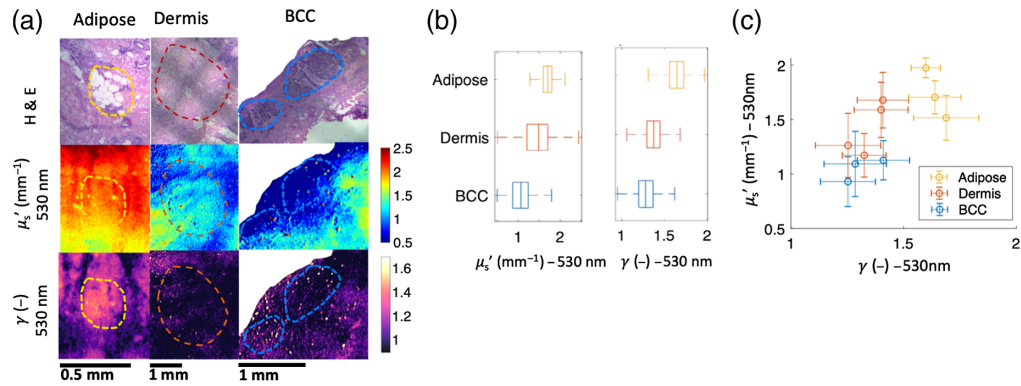 (a)
Adipose
Dermis
BCC
H & E
μs′ (mm⁻¹)
530 nm
2.5
2
1.5
1
0.5
γ (–)
530 nm
1.6
1.4
1.2
1
0.5 mm
1 mm
1 mm
(b)
Adipose
Dermis
BCC
1
2
μs′ (mm⁻¹) – 530 nm
1
1.5
2
γ (–) – 530 nm
(c)
2
1.5
1
0.5
μs′ (mm⁻¹) – 530nm
Adipose
Dermis
BCC
1
1.5
2
γ (–) –530nm